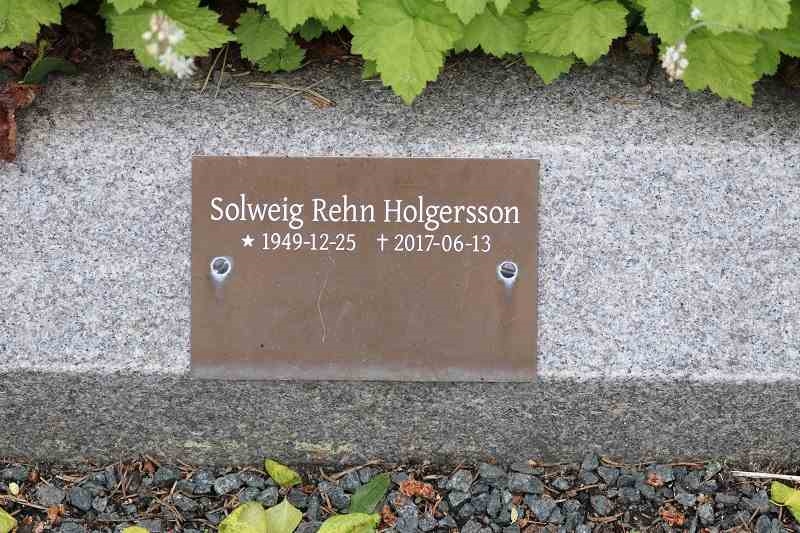 Solweig Rehn Holgersson
★ 1949-12-25 † 2017-06-13